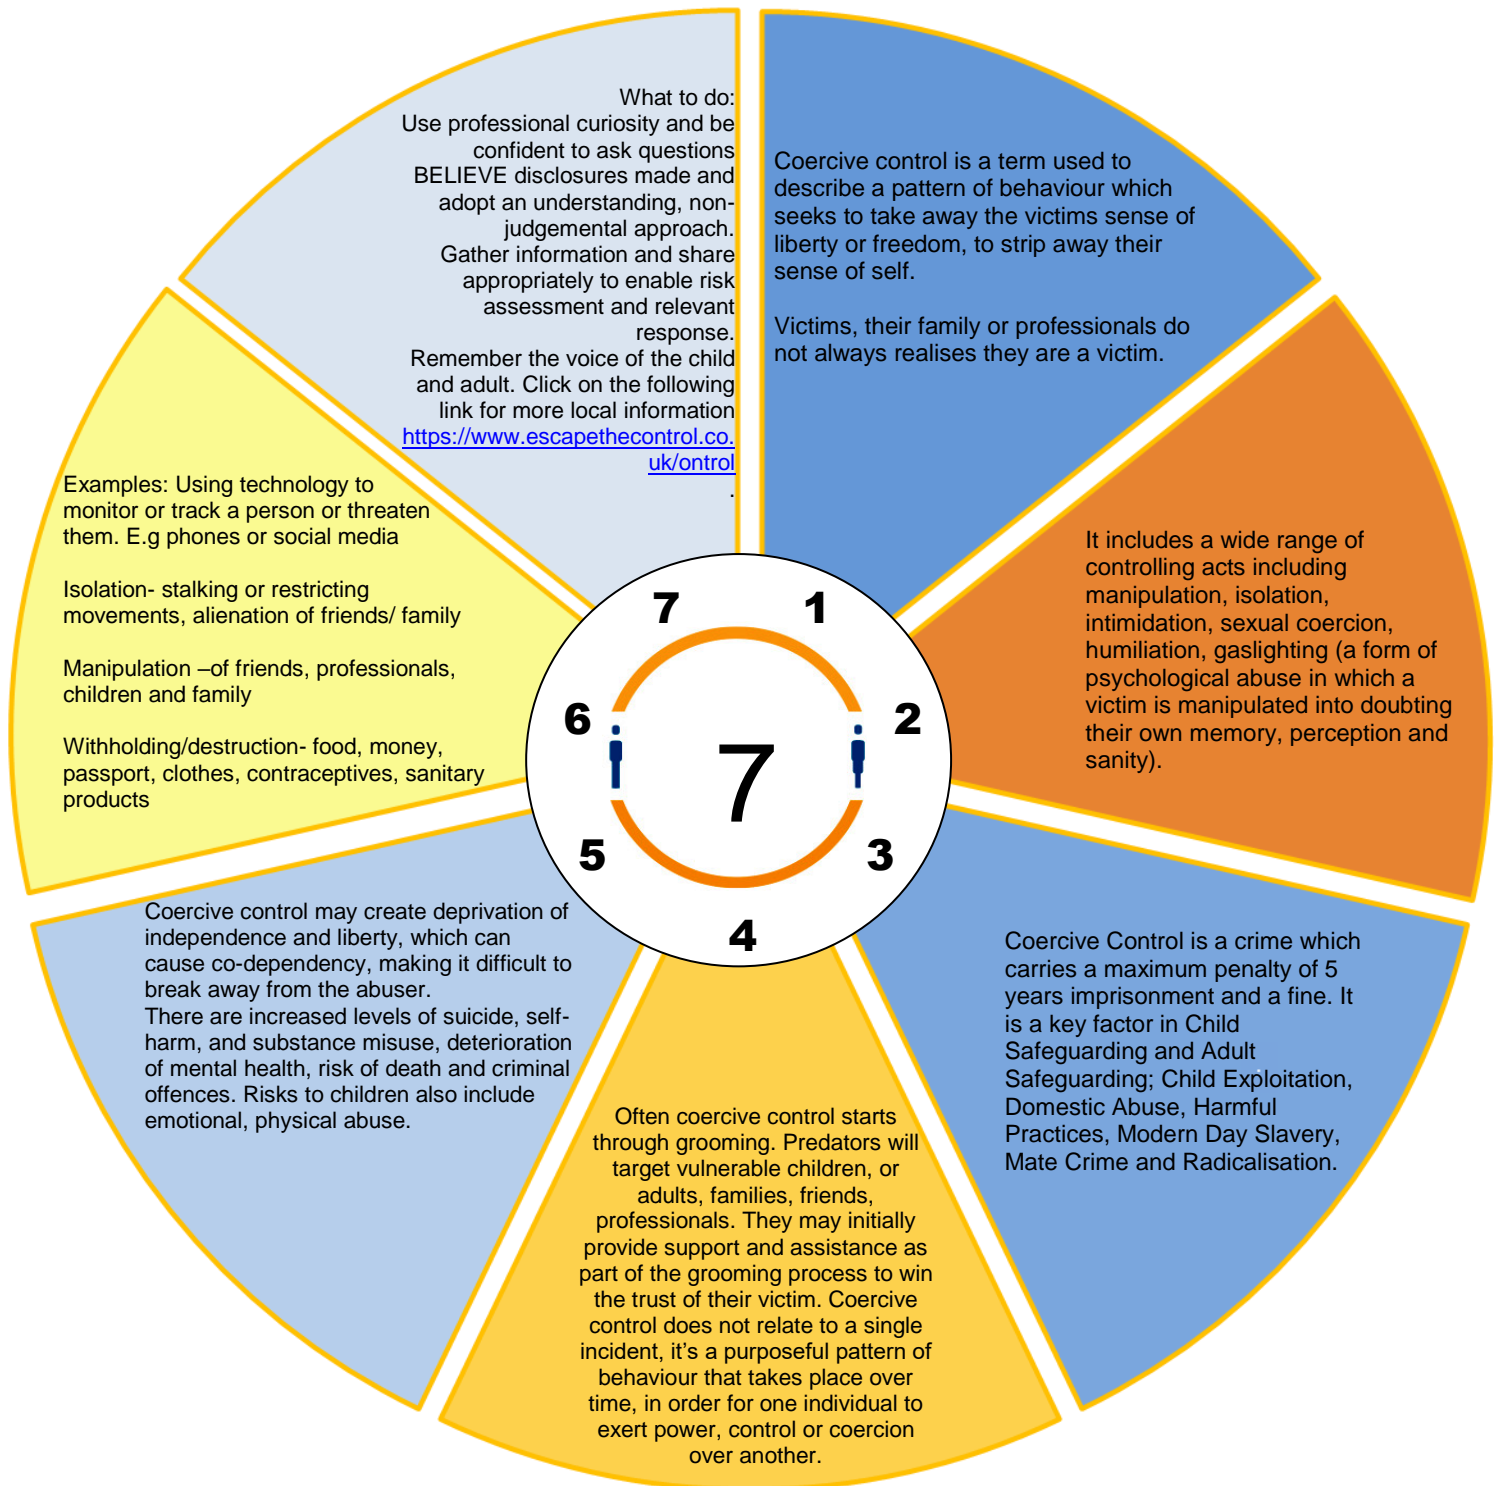 Coercive control is a term used to
describe a pattern of behaviour which
seeks to take away the victims sense of
liberty or freedom, to strip away their
sense of self.
Victims, their family or professionals do
not always realises they are a victim.
It includes a wide range of
controlling acts including
manipulation, isolation,
intimidation, sexual coercion,
humiliation, gaslighting (a form of
psychological abuse in which a
victim is manipulated into doubting
their own memory, perception and
sanity).
Coercive Control is a crime which
carries a maximum penalty of 5
years imprisonment and a fine. It
is a key factor in Child
Safeguarding and Adult
Safeguarding; Child Exploitation,
Domestic Abuse, Harmful
Practices, Modern Day Slavery,
Mate Crime and Radicalisation.
Often coercive control starts
through grooming. Predators will
target vulnerable children, or
adults, families, friends,
professionals. They may initially
provide support and assistance as
part of the grooming process to win
the trust of their victim. Coercive
control does not relate to a single
incident, it’s a purposeful pattern of
behaviour that takes place over
time, in order for one individual to
exert power, control or coercion
over another.
Coercive control may create deprivation of
independence and liberty, which can
cause co-dependency, making it difficult to
break away from the abuser.
There are increased levels of suicide, self-
harm, and substance misuse, deterioration
of mental health, risk of death and criminal
offences. Risks to children also include
emotional, physical abuse.
Examples: Using technology to
monitor or track a person or threaten
them. E.g phones or social media
Isolation- stalking or restricting
movements, alienation of friends/ family
Manipulation –of friends, professionals,
children and family
Withholding/destruction- food, money,
passport, clothes, contraceptives, sanitary
products
What to do:
Use professional curiosity and be
confident to ask questions
BELIEVE disclosures made and
adopt an understanding, non-
judgemental approach.
Gather information and share
appropriately to enable risk
assessment and relevant
response.
Remember the voice of the child
and adult. Click on the following
link for more local information
https://www.escapethecontrol.co.
uk/ontrol
.
1
2
3
4
5
6
7
7